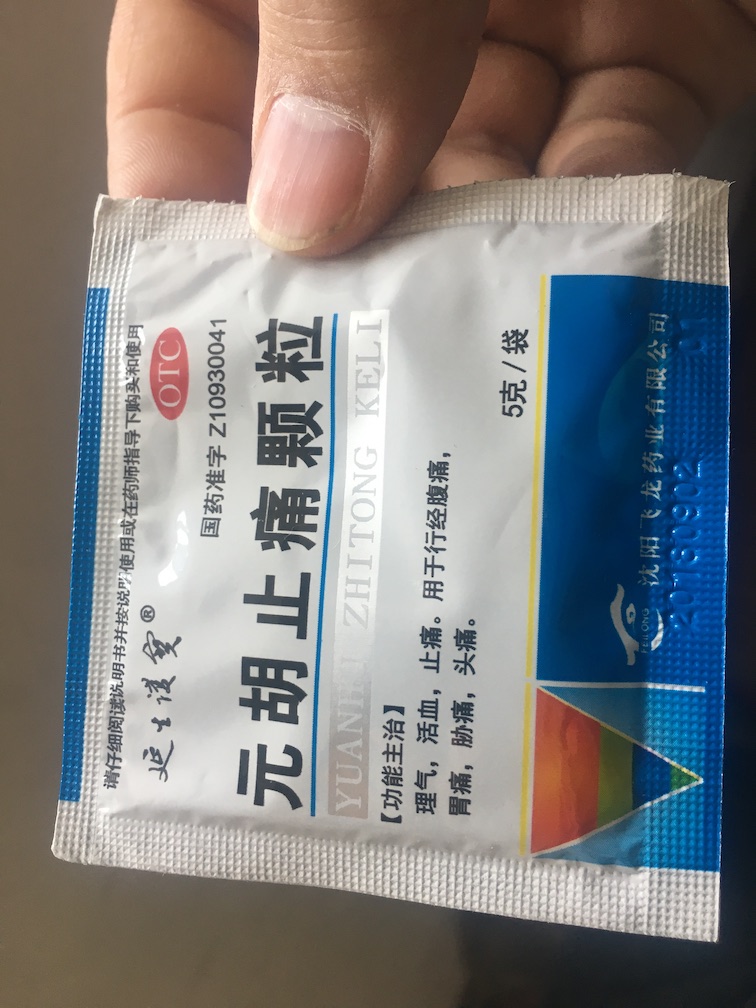 请仔细阅读说明书并按说明使用或在药师指导下购买和使用
延生护宝®
OTC
国药准字 Z10930041
元胡止痛颗粒
YUANHU ZHITONG KELI
【功能主治】
理气，活血，止痛。用于行经腹痛，
胃痛，胁痛，头痛。
5克/袋
FEILONG
沈阳飞龙药业有限公司
20160902 01